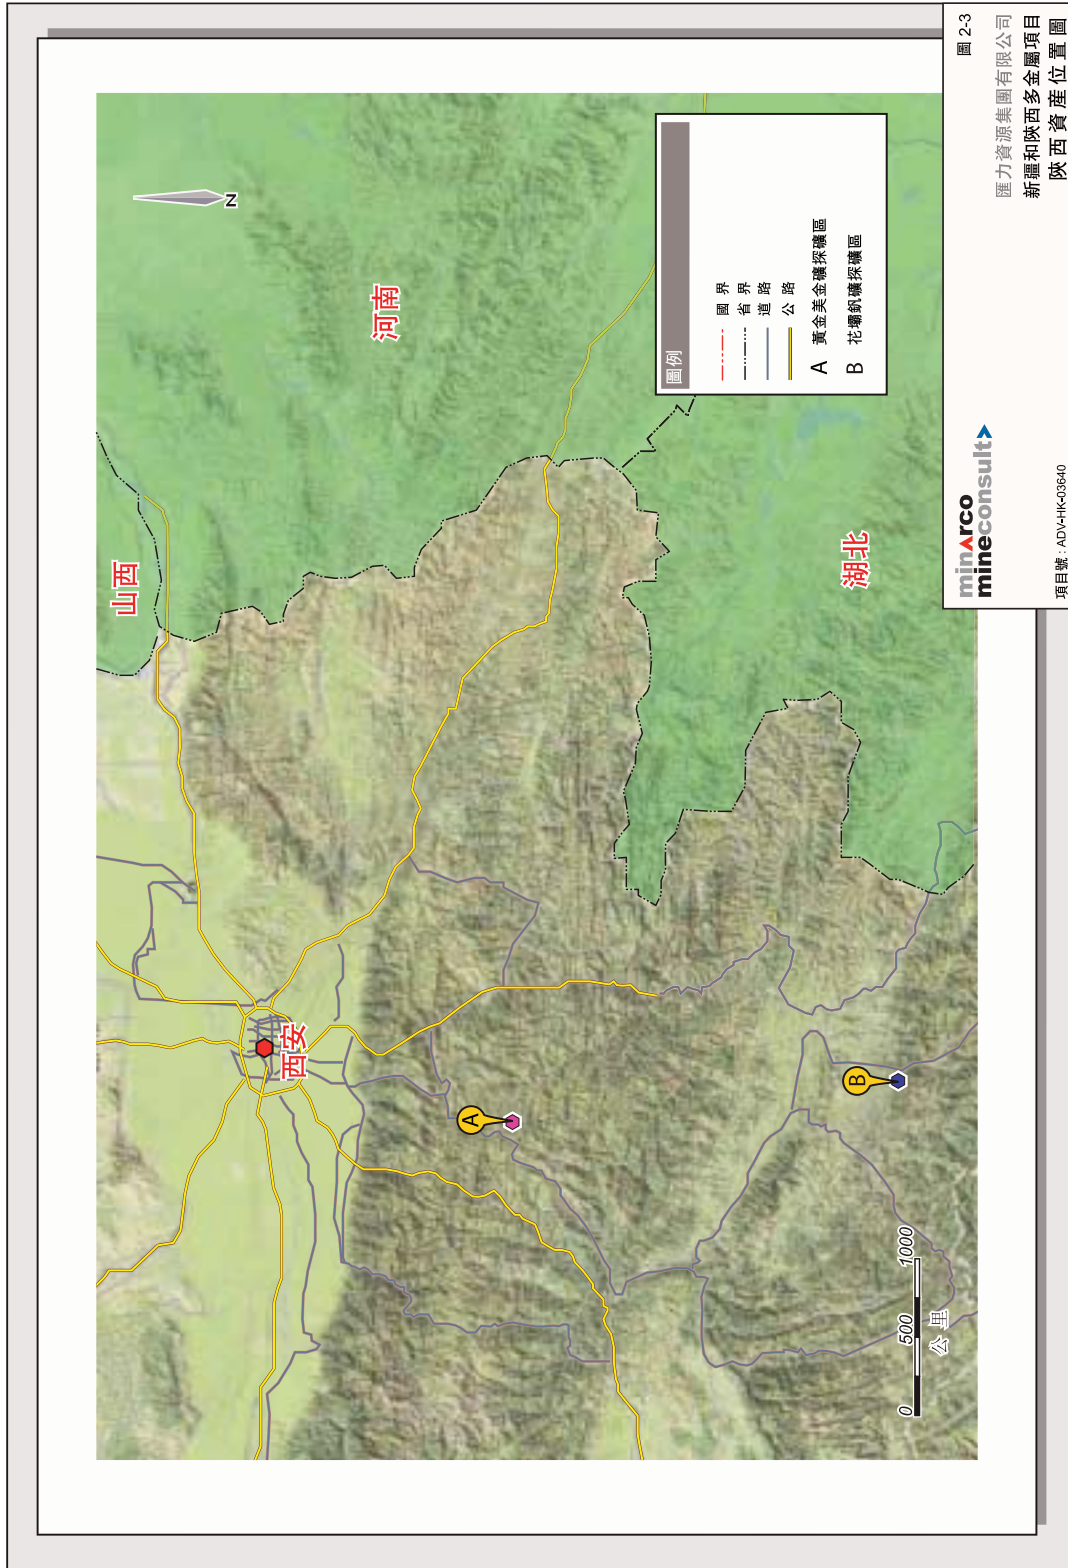 山西
河南
西安
湖北
N
A
B
0 500 1000
公里
圖例
國界
省界
道路
公路
A 黃金美金礦探礦區
B 花壩釩礦探礦區
minarco
mineconsult
項目號 : ADV-HK-03640
圖 2-3
匯力資源集團有限公司
新疆和陝西多金屬項目
陝西資産位置圖